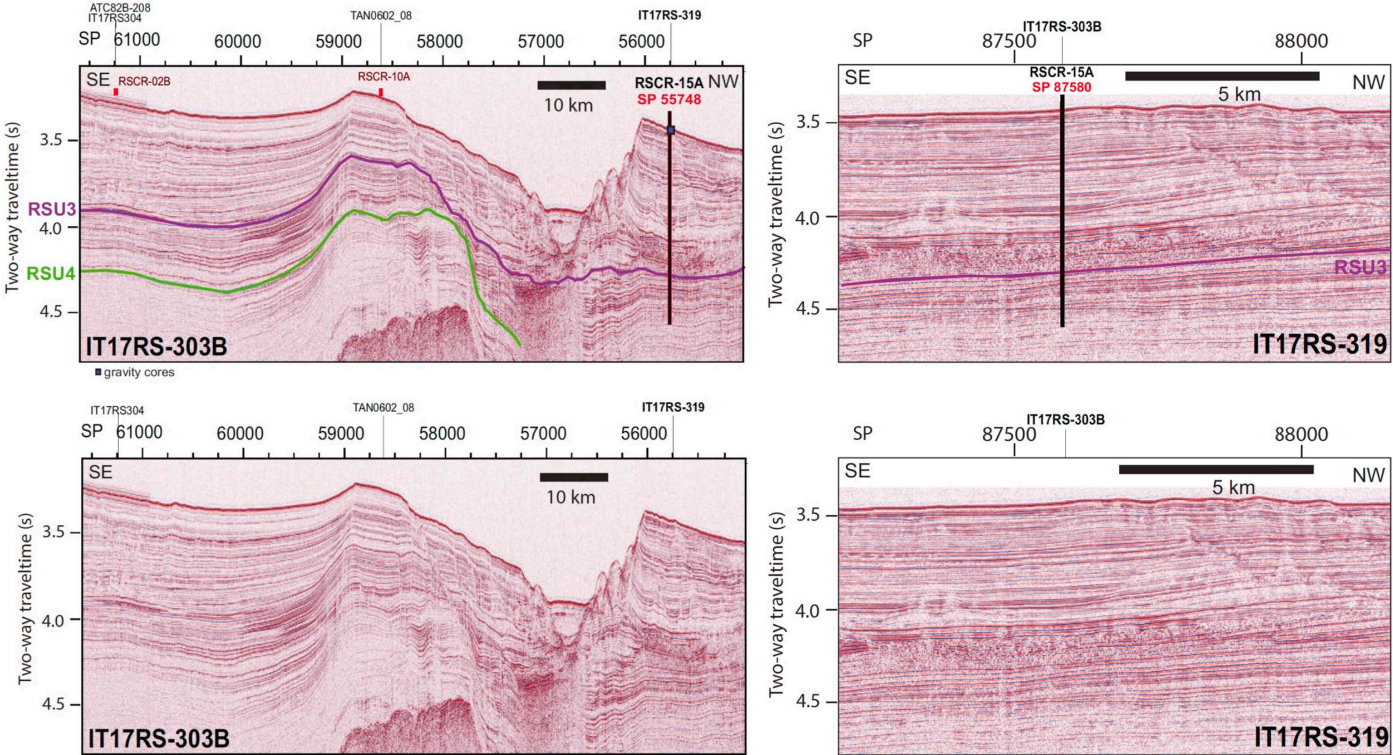 ATC82B-208
IT17RS304
TAN0602_08
IT17RS-319
SP 61000 60000 59000 58000 57000 56000
SE
RSCR-02B
RSCR-10A
10 km
RSCR-15A
SP 55748
NW
Two-way traveltime (s)
3.5
RSU3
4.0
RSU4
4.5
IT17RS-303B
gravity cores
IT17RS-303B
SP 87500 88000
SE
RSCR-15A
SP 87580
5 km
NW
Two-way traveltime (s)
3.5
4.0
4.5
RSU3
IT17RS-319
IT17RS304
TAN0602_08
IT17RS-319
SP 61000 60000 59000 58000 57000 56000
SE
10 km
NW
Two-way traveltime (s)
3.5
4.0
4.5
IT17RS-303B
IT17RS-303B
SP 87500 88000
SE
5 km
NW
Two-way traveltime (s)
3.5
4.0
4.5
IT17RS-319